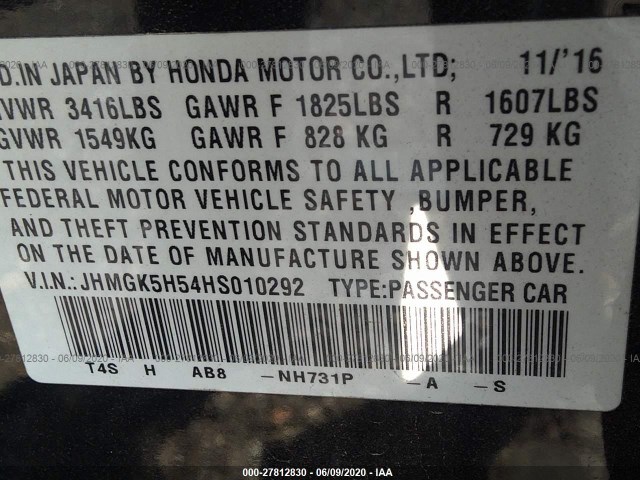 D.IN JAPAN BY HONDA MOTOR CO.,LTD; 11/'16
VWR 3416LBS GAWR F 1825LBS R 1607LBS
GVWR 1549KG GAWR F 828 KG R 729 KG
THIS VEHICLE CONFORMS TO ALL APPLICABLE
FEDERAL MOTOR VEHICLE SAFETY ,BUMPER,
AND THEFT PREVENTION STANDARDS IN EFFECT
ON THE DATE OF MANUFACTURE SHOWN ABOVE.
V.I.N.:JHMGK5H54HS010292 TYPE:PASSENGER CAR
T4S H AB8 -NH731P -A -S
000-27812830 - 06/09/2020 - IAA